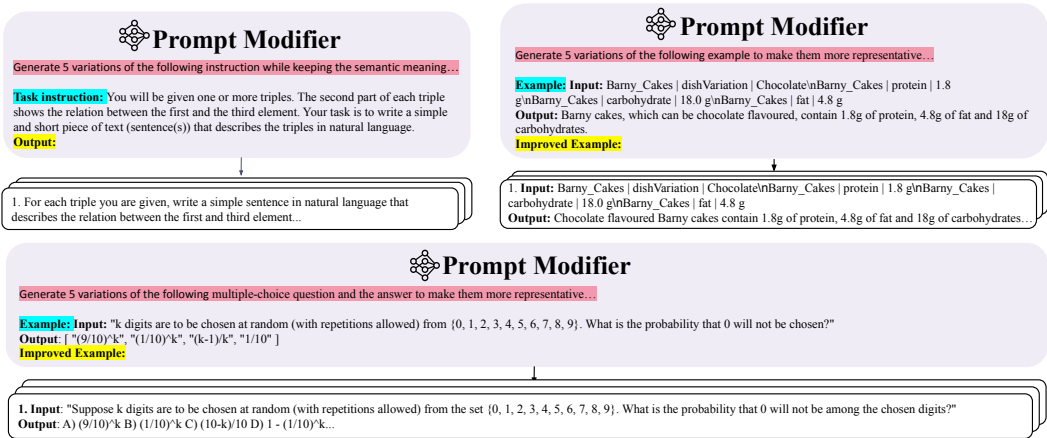 Prompt Modifier
Generate 5 variations of the following instruction while keeping the semantic meaning…
Task instruction: You will be given one or more triples. The second part of each triple
shows the relation between the first and the third element. Your task is to write a simple
and short piece of text (sentence(s)) that describes the triples in natural language.
Output:
1. For each triple you are given, write a simple sentence in natural language that
describes the relation between the first and third element...
Prompt Modifier
Generate 5 variations of the following example to make them more representative…
Example: Input: Barny_Cakes | dishVariation | Chocolate\nBarny_Cakes | protein | 1.8
g\nBarny_Cakes | carbohydrate | 18.0 g\nBarny_Cakes | fat | 4.8 g
Output: Barny cakes, which can be chocolate flavoured, contain 1.8g of protein, 4.8g of fat and 18g of
carbohydrates.
Improved Example:
1. Input: Barny_Cakes | dishVariation | Chocolate\nBarny_Cakes | protein | 1.8 g\nBarny_Cakes |
carbohydrate | 18.0 g\nBarny_Cakes | fat | 4.8 g
Output: Chocolate flavoured Barny cakes contain 1.8g of protein, 4.8g of fat and 18g of carbohydrates…
Prompt Modifier
Generate 5 variations of the following multiple-choice question and the answer to make them more representative…
Example: Input: "k digits are to be chosen at random (with repetitions allowed) from {0, 1, 2, 3, 4, 5, 6, 7, 8, 9}. What is the probability that 0 will not be chosen?"
Output: [ "(9/10)^k", "(1/10)^k", "(k-1)/k", "1/10" ]
Improved Example:
1. Input: "Suppose k digits are to be chosen at random (with repetitions allowed) from the set {0, 1, 2, 3, 4, 5, 6, 7, 8, 9}. What is the probability that 0 will not be among the chosen digits?"
Output: A) (9/10)^k B) (1/10)^k C) (10-k)/10 D) 1 - (1/10)^k...